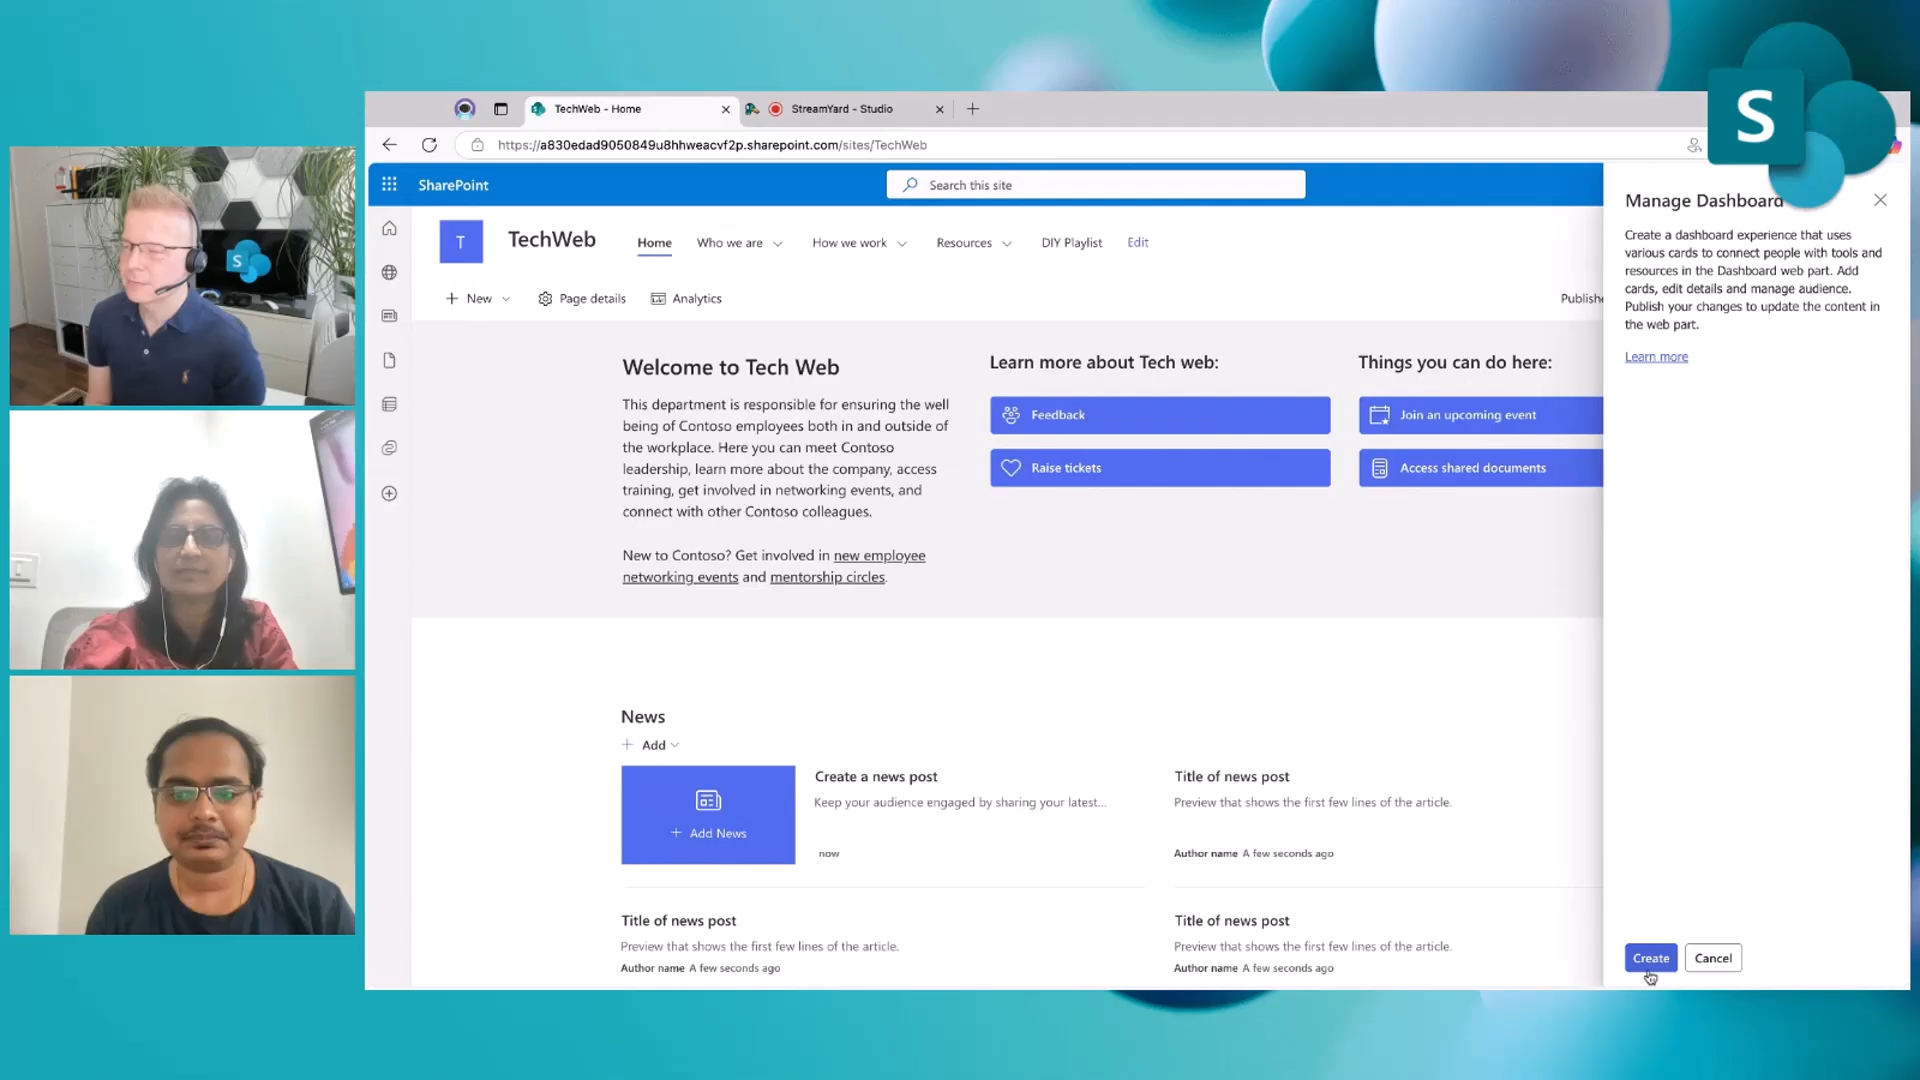 TechWeb - Home
StreamYard - Studio
https://a830edad9050849u8hhweacvf2p.sharepoint.com/sites/TechWeb
S
SharePoint
Search this site
T
TechWeb
Home
Who we are
How we work
Resources
DIY Playlist
Edit
New
Page details
Analytics
Publishe
Welcome to Tech Web
This department is responsible for ensuring the well
being of Contoso employees both in and outside of
the workplace. Here you can meet Contoso
leadership, learn more about the company, access
training, get involved in networking events, and
connect with other Contoso colleagues.
New to Contoso? Get involved in new employee
networking events and mentorship circles.
Learn more about Tech web:
Feedback
Raise tickets
Things you can do here:
Join an upcoming event
Access shared documents
News
+ Add
+ Add News
Create a news post
Keep your audience engaged by sharing your latest...
now
Title of news post
Preview that shows the first few lines of the article.
Author name A few seconds ago
Title of news post
Preview that shows the first few lines of the article.
Author name A few seconds ago
Title of news post
Preview that shows the first few lines of the article.
Author name A few seconds ago
Manage Dashboard
Create a dashboard experience that uses
various cards to connect people with tools and
resources in the Dashboard web part. Add
cards, edit details and manage audience.
Publish your changes to update the content in
the web part.
Learn more
Create
Cancel
S